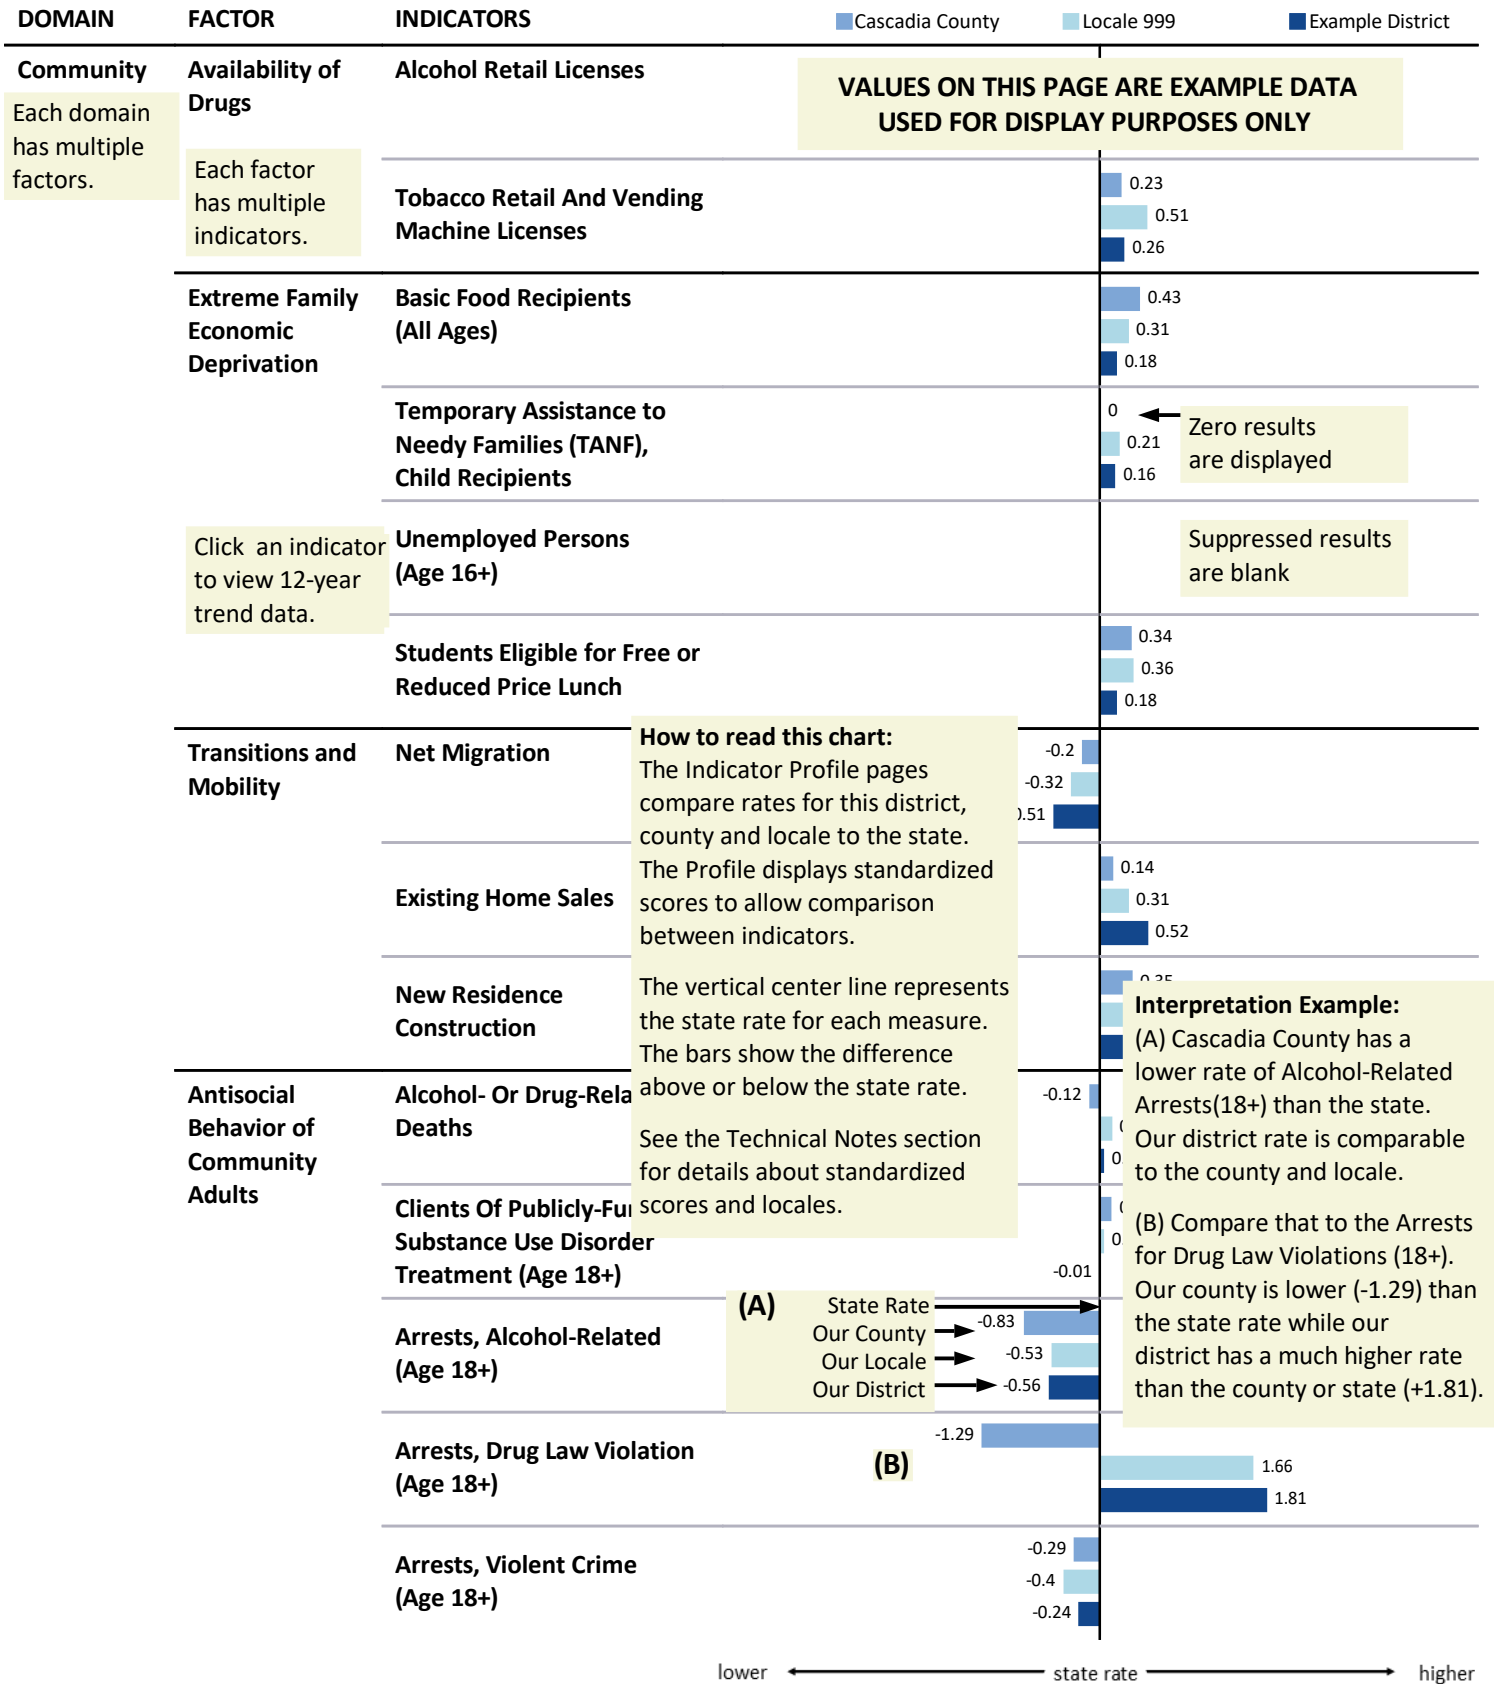 DOMAIN FACTOR INDICATORS Cascadia County Locale 999 Example District
Community
Each domain
has multiple
factors.
Availability of
Drugs
Each factor
has multiple
indicators.
Alcohol Retail Licenses
VALUES ON THIS PAGE ARE EXAMPLE DATA
USED FOR DISPLAY PURPOSES ONLY
Tobacco Retail And Vending
Machine Licenses
0.23
0.51
0.26
Extreme Family
Economic
Deprivation
Basic Food Recipients
(All Ages)
0.43
0.31
0.18
Temporary Assistance to
Needy Families (TANF),
Child Recipients
0
0.21
0.16
Zero results
are displayed
Click an indicator
to view 12-year
trend data.
Unemployed Persons
(Age 16+)
Suppressed results
are blank
Students Eligible for Free or
Reduced Price Lunch
0.34
0.36
0.18
Transitions and
Mobility
Net Migration
-0.2
-0.32
.51
How to read this chart:
The Indicator Profile pages
compare rates for this district,
county and locale to the state.
The Profile displays standardized
scores to allow comparison
between indicators.
The vertical center line represents
the state rate for each measure.
The bars show the difference
above or below the state rate.
See the Technical Notes section
for details about standardized
scores and locales.
Existing Home Sales
0.14
0.31
0.52
New Residence
Construction
Interpretation Example:
(A) Cascadia County has a
lower rate of Alcohol-Related
Arrests(18+) than the state.
Our district rate is comparable
to the county and locale.
(B) Compare that to the Arrests
for Drug Law Violations (18+).
Our county is lower (-1.29) than
the state rate while our
district has a much higher rate
than the county or state (+1.81).
Antisocial
Behavior of
Community
Adults
Alcohol- Or Drug-Rela
Deaths
-0.12
0.
Clients Of Publicly-Fu
Substance Use Disorder
Treatment (Age 18+)
0.
-0.01
Arrests, Alcohol-Related
(Age 18+)
(A) State Rate
Our County -0.83
Our Locale -0.53
Our District -0.56
Arrests, Drug Law Violation
(Age 18+)
(B)
-1.29
1.66
1.81
Arrests, Violent Crime
(Age 18+)
-0.29
-0.4
-0.24
lower state rate higher